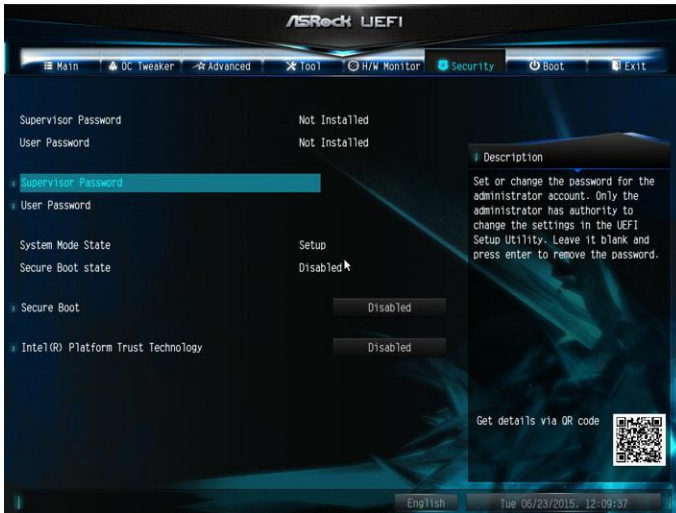 ASRock UEFI
Main OC Tweaker Advanced Tool H/W Monitor Security Boot Exit
Supervisor Password Not Installed
User Password Not Installed
Supervisor Password
User Password
System Mode State Setup
Secure Boot state Disabled
Secure Boot Disabled
Intel(R) Platform Trust Technology Disabled
Description
Set or change the password for the
administrator account. Only the
administrator has authority to
change the settings in the UEFI
Setup Utility. Leave it blank and
press enter to remove the password.
Get details via QR code
English Tue 06/23/2015. 12:09:37